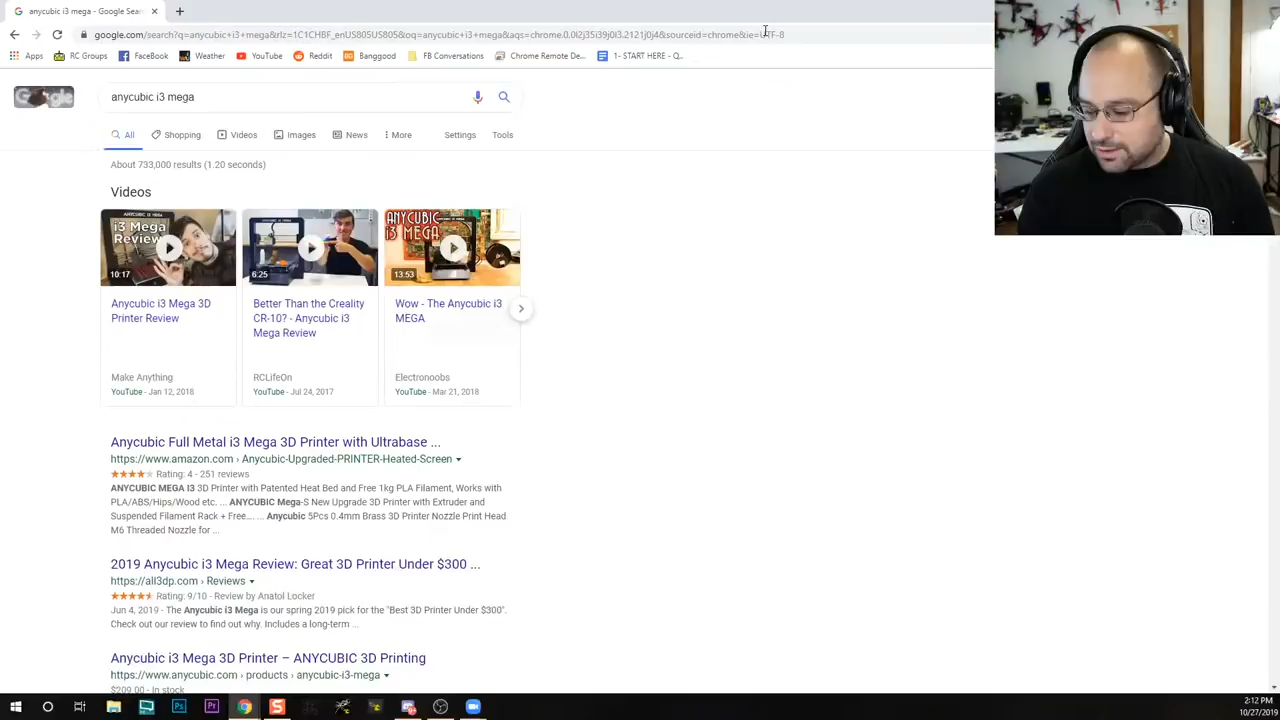 anycubic i3 mega - Google Sear
google.com/search?q=anycubic+i3+mega&rlz=1C1CHBF_enUS805US805&oq=anycubic+i3+mega&aqs=chrome.0.0l2j35i39j0l3.2121j0j4&sourceid=chrome&ie=UTF-8
Apps RC Groups FaceBook Weather YouTube Reddit Banggood FB Conversations Chrome Remote De... 1- START HERE - Q...
Google
anycubic i3 mega
All Shopping Videos Images News More Settings Tools
About 733,000 results (1.20 seconds)
Videos
i3 Mega
Review
10:17
6:25
ANYCUBIC
i3 MEGA
13:53
Anycubic i3 Mega 3D
Printer Review
Make Anything
YouTube - Jan 12, 2018
Better Than the Creality
CR-10? - Anycubic i3
Mega Review
RCLifeOn
YouTube - Jul 24, 2017
Wow - The Anycubic i3
MEGA
Electronoobs
YouTube - Mar 21, 2018
Anycubic Full Metal i3 Mega 3D Printer with Ultrabase ...
https://www.amazon.com › Anycubic-Upgraded-PRINTER-Heated-Screen
Rating: 4 - 251 reviews
ANYCUBIC MEGA I3 3D Printer with Patented Heat Bed and Free 1kg PLA Filament, Works with
PLA/ABS/Hips/Wood etc. ... ANYCUBIC Mega-S New Upgrade 3D Printer with Extruder and
Suspended Filament Rack + Free.... ... Anycubic 5Pcs 0.4mm Brass 3D Printer Nozzle Print Head
M6 Threaded Nozzle for ...
2019 Anycubic i3 Mega Review: Great 3D Printer Under $300 ...
https://all3dp.com › Reviews
Rating: 9/10 - Review by Anatol Locker
Jun 4, 2019 - The Anycubic i3 Mega is our spring 2019 pick for the "Best 3D Printer Under $300".
Check out our review to find out why. Includes a long-term ...
Anycubic i3 Mega 3D Printer – ANYCUBIC 3D Printing
https://www.anycubic.com › products › anycubic-i3-mega
$209.00 - In stock
2:12 PM
10/27/2019